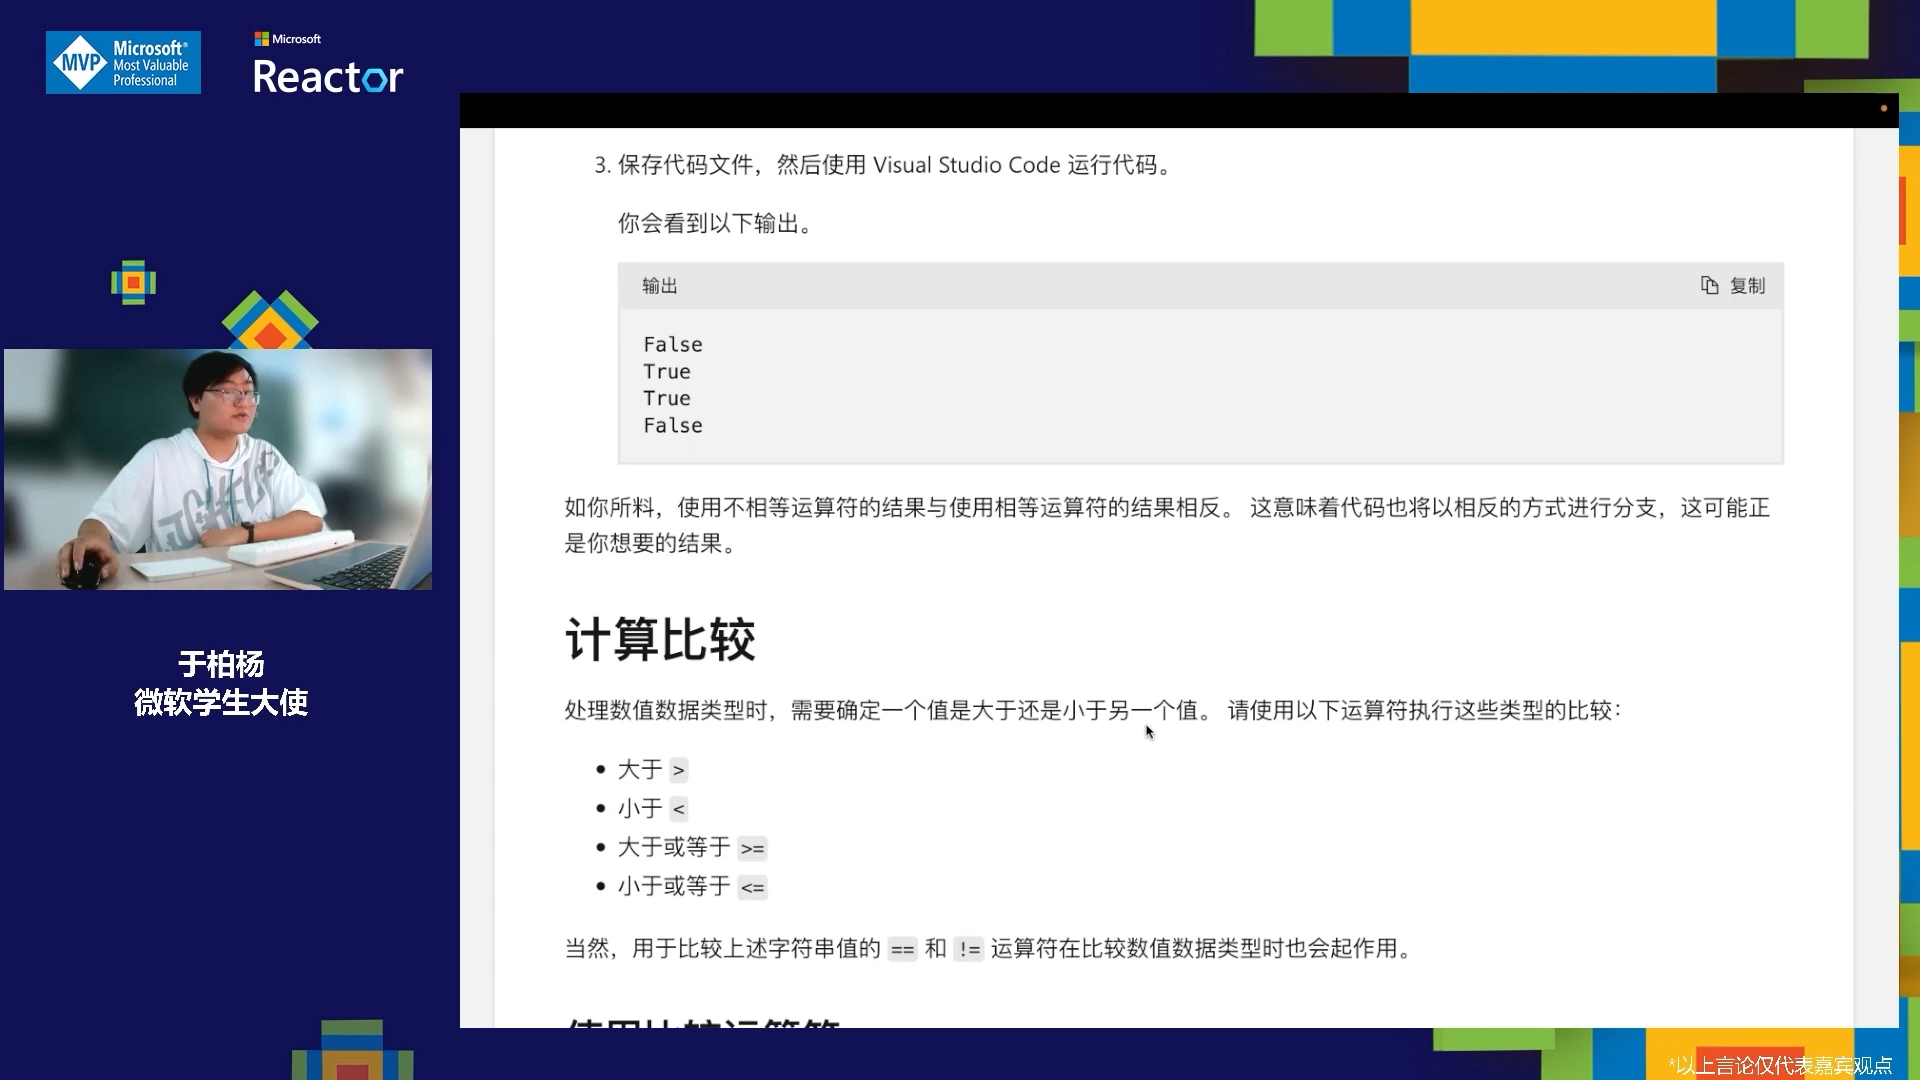 MVP
Microsoft®
Most Valuable
Professional
Microsoft
Reactor
3. 保存代码文件，然后使用 Visual Studio Code 运行代码。
你会看到以下输出。
输出
复制
False
True
True
False
如你所料，使用不相等运算符的结果与使用相等运算符的结果相反。 这意味着代码也将以相反的方式进行分支，这可能正
是你想要的结果。
计算比较
处理数值数据类型时，需要确定一个值是大于还是小于另一个值。 请使用以下运算符执行这些类型的比较：
• 大于 >
• 小于 <
• 大于或等于 >=
• 小于或等于 <=
当然，用于比较上述字符串值的 == 和 != 运算符在比较数值数据类型时也会起作用。
使用比较运算符
于柏杨
微软学生大使
*以上言论仅代表嘉宾观点